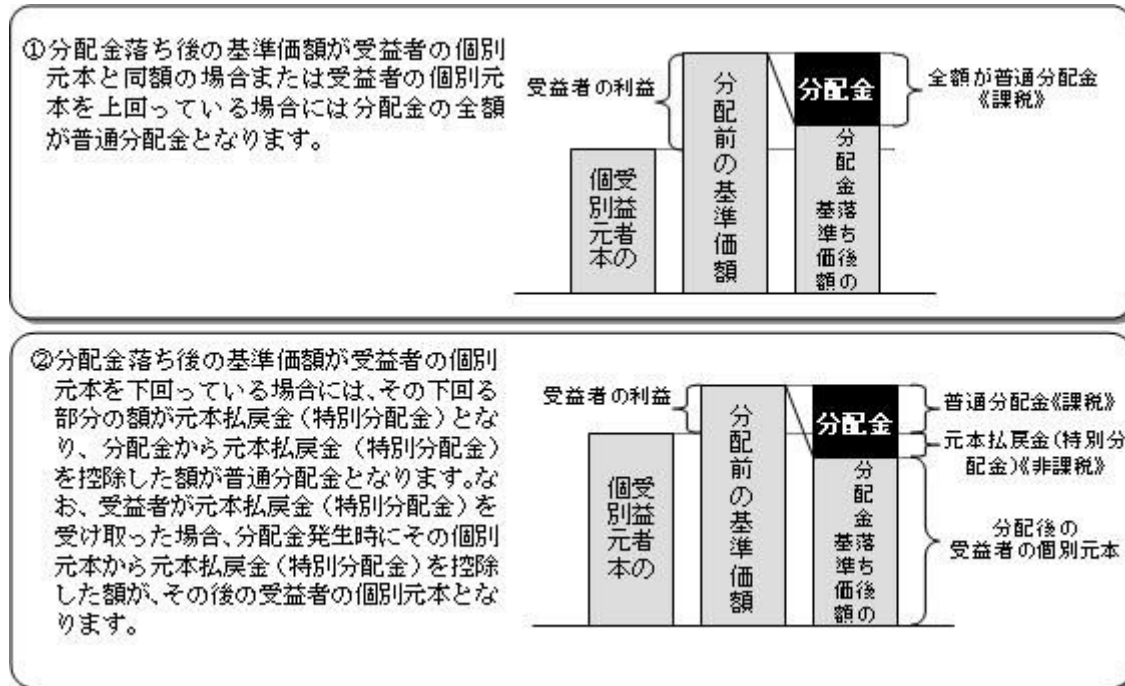 ①分配金落ち後の基準価額が受益者の個別
元本と同額の場合または受益者の個別元
本を上回っている場合には分配金の全額
が普通分配金となります。
受益者の利益
受益者の
個別元本
分配前の基準価額
分配金
分配金落ち後の
基準価額
全額が普通分配金
《課税》
②分配金落ち後の基準価額が受益者の個別
元本を下回っている場合には、その下回る
部分の額が元本払戻金（特別分配金）とな
り、分配金から元本払戻金（特別分配金）
を控除した額が普通分配金となります。な
お、受益者が元本払戻金（特別分配金）を
受け取った場合、分配金発生時にその個別
元本から元本払戻金（特別分配金）を控除
した額が、その後の受益者の個別元本とな
ります。
受益者の利益
受益者の
個別元本
分配前の基準価額
分配金
分配金落ち後の
基準価額
普通分配金《課税》
元本払戻金（特別分
配金）《非課税》
分配後の
受益者の個別元本